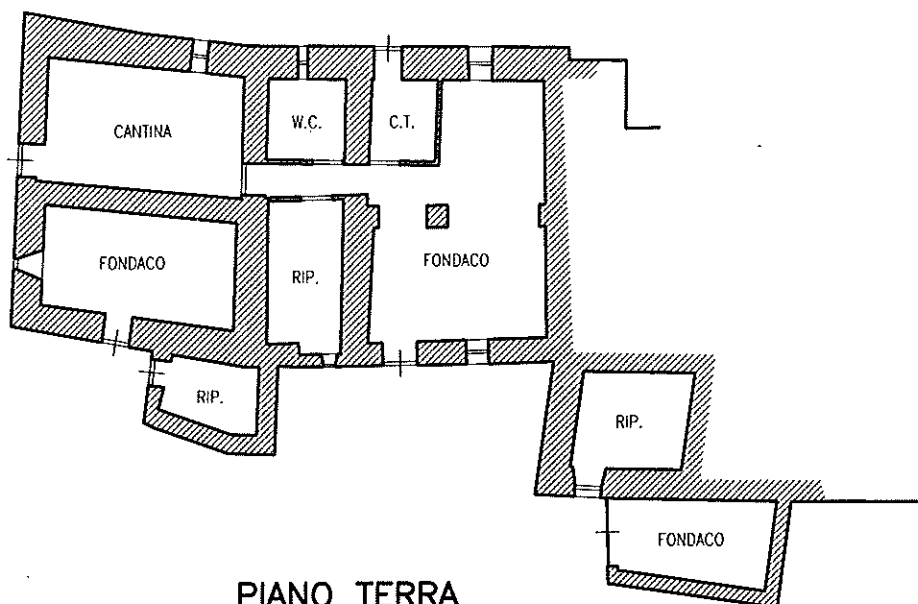 W.C.
C.T.
CANTINA
FONDACO
RIP.
FONDACO
RIP.
RIP.
FONDACO
PIANO TERRA